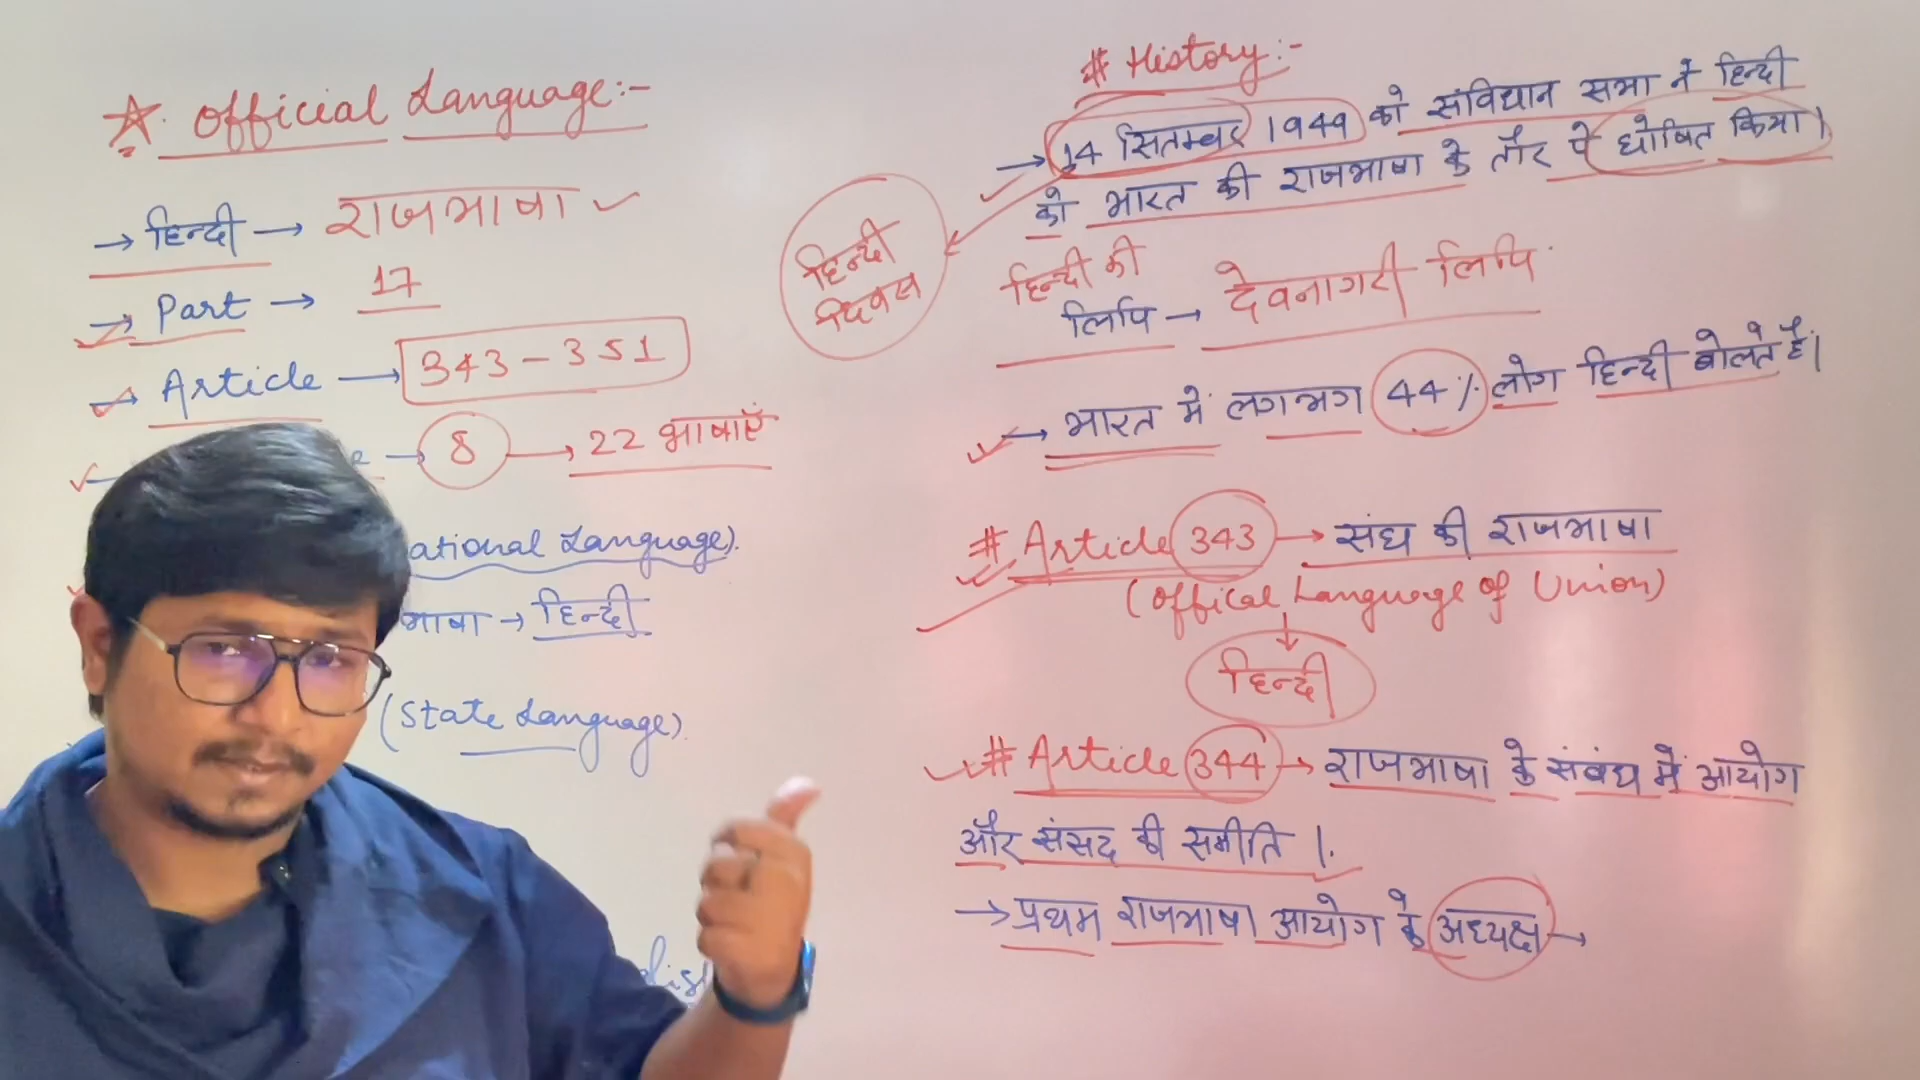 ☆ Official Language:-
→ हिन्दी → राजभाषा ✓
→ Part → 17
→ Article → 343 – 351
→ 8 → 22 भाषाएँ
ational Language).
भाषा → हिन्दी
(State Language).
# History:-
→ 14 सितम्बर 1949 को संविधान सभा ने हिन्दी
को भारत की राजभाषा के तौर पे घोषित किया।
हिन्दी
दिवस
हिन्दी की
लिपि → देवनागरी लिपि
→ भारत में लगभग 44% लोग हिन्दी बोलते है।
# Article 343 → संघ की राजभाषा
(Offical Language of Union)
↓
हिन्दी
# Article 344 → राजभाषा के संबंध में आयोग
और संसद की समीति।
→ प्रथम राजभाषा आयोग के अध्यक्ष →